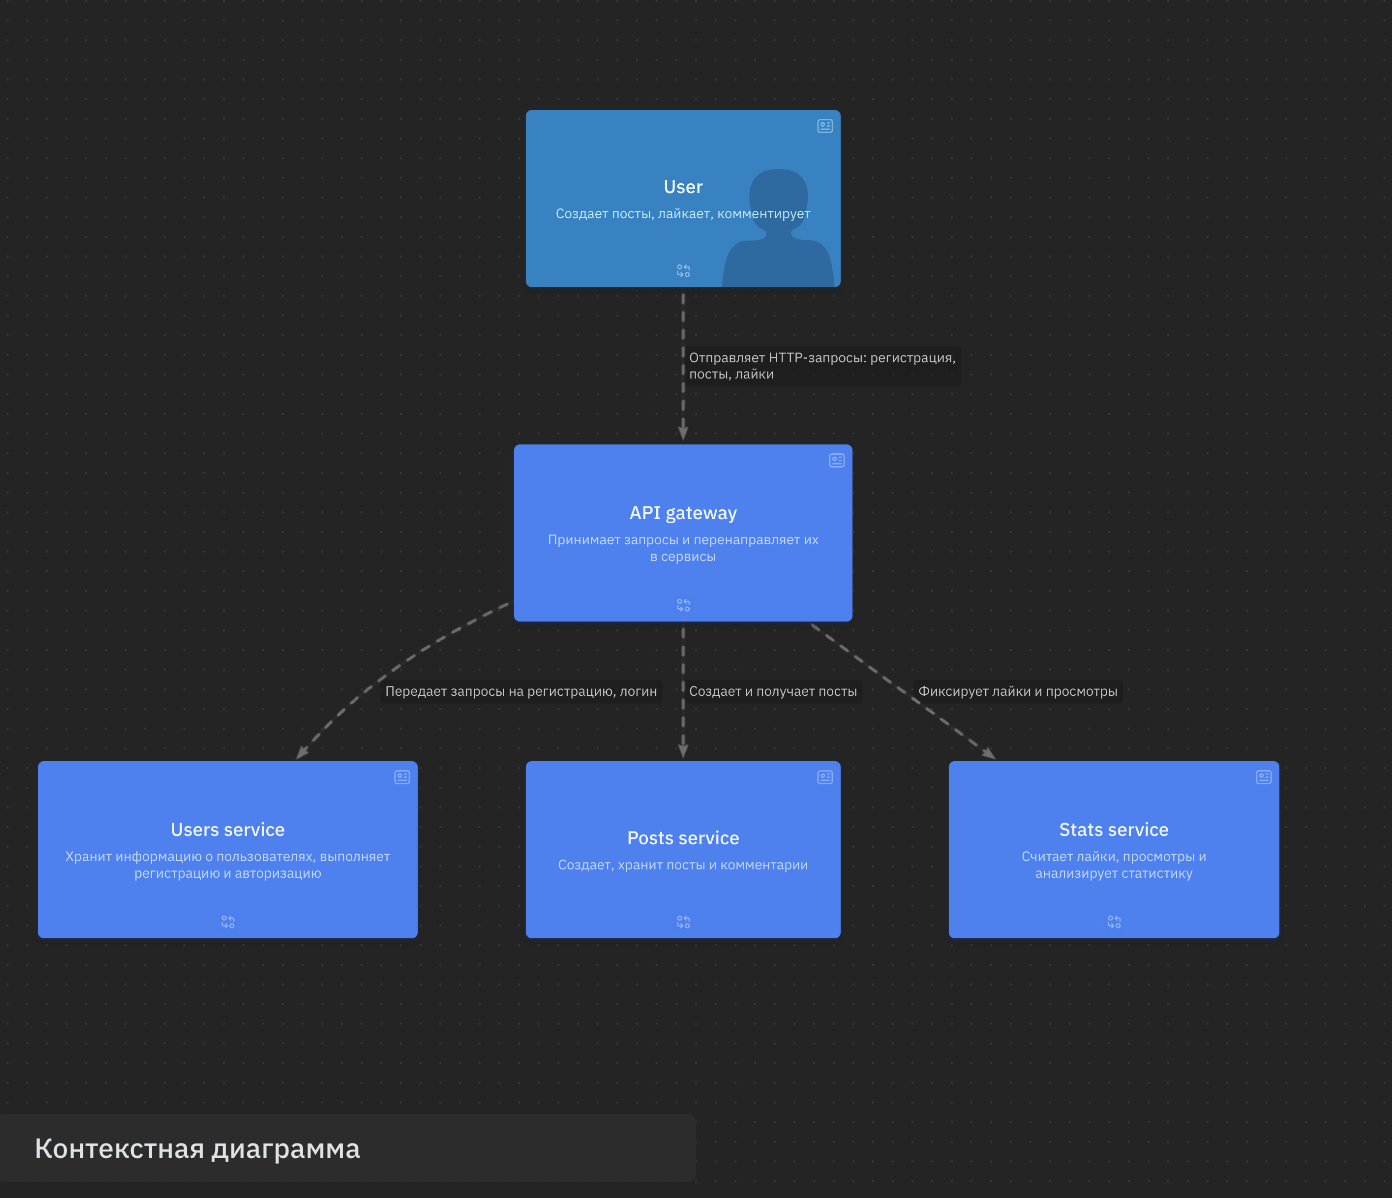 User
Создает посты, лайкает, комментирует
Отправляет HTTP-запросы: регистрация,
посты, лайки
API gateway
Принимает запросы и перенаправляет их
в сервисы
Передает запросы на регистрацию, логин
Создает и получает посты
Фиксирует лайки и просмотры
Users service
Хранит информацию о пользователях, выполняет
регистрацию и авторизацию
Posts service
Создает, хранит посты и комментарии
Stats service
Считает лайки, просмотры и
анализирует статистику
Контекстная диаграмма